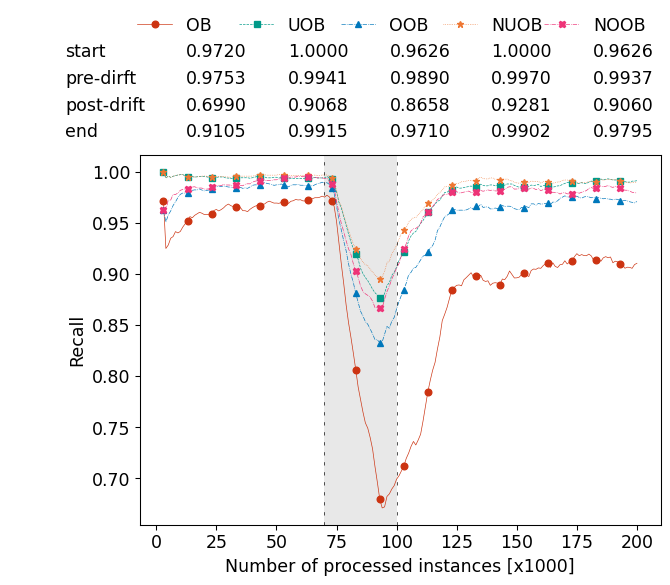 OB UOB OOB NUOB NOOB
start 0.9720 1.0000 0.9626 1.0000 0.9626
pre-dirft 0.9753 0.9941 0.9890 0.9970 0.9937
post-drift 0.6990 0.9068 0.8658 0.9281 0.9060
end 0.9105 0.9915 0.9710 0.9902 0.9795
1.00
0.95
0.90
0.85
0.80
0.75
0.70
Recall
0 25 50 75 100 125 150 175 200
Number of processed instances [x1000]